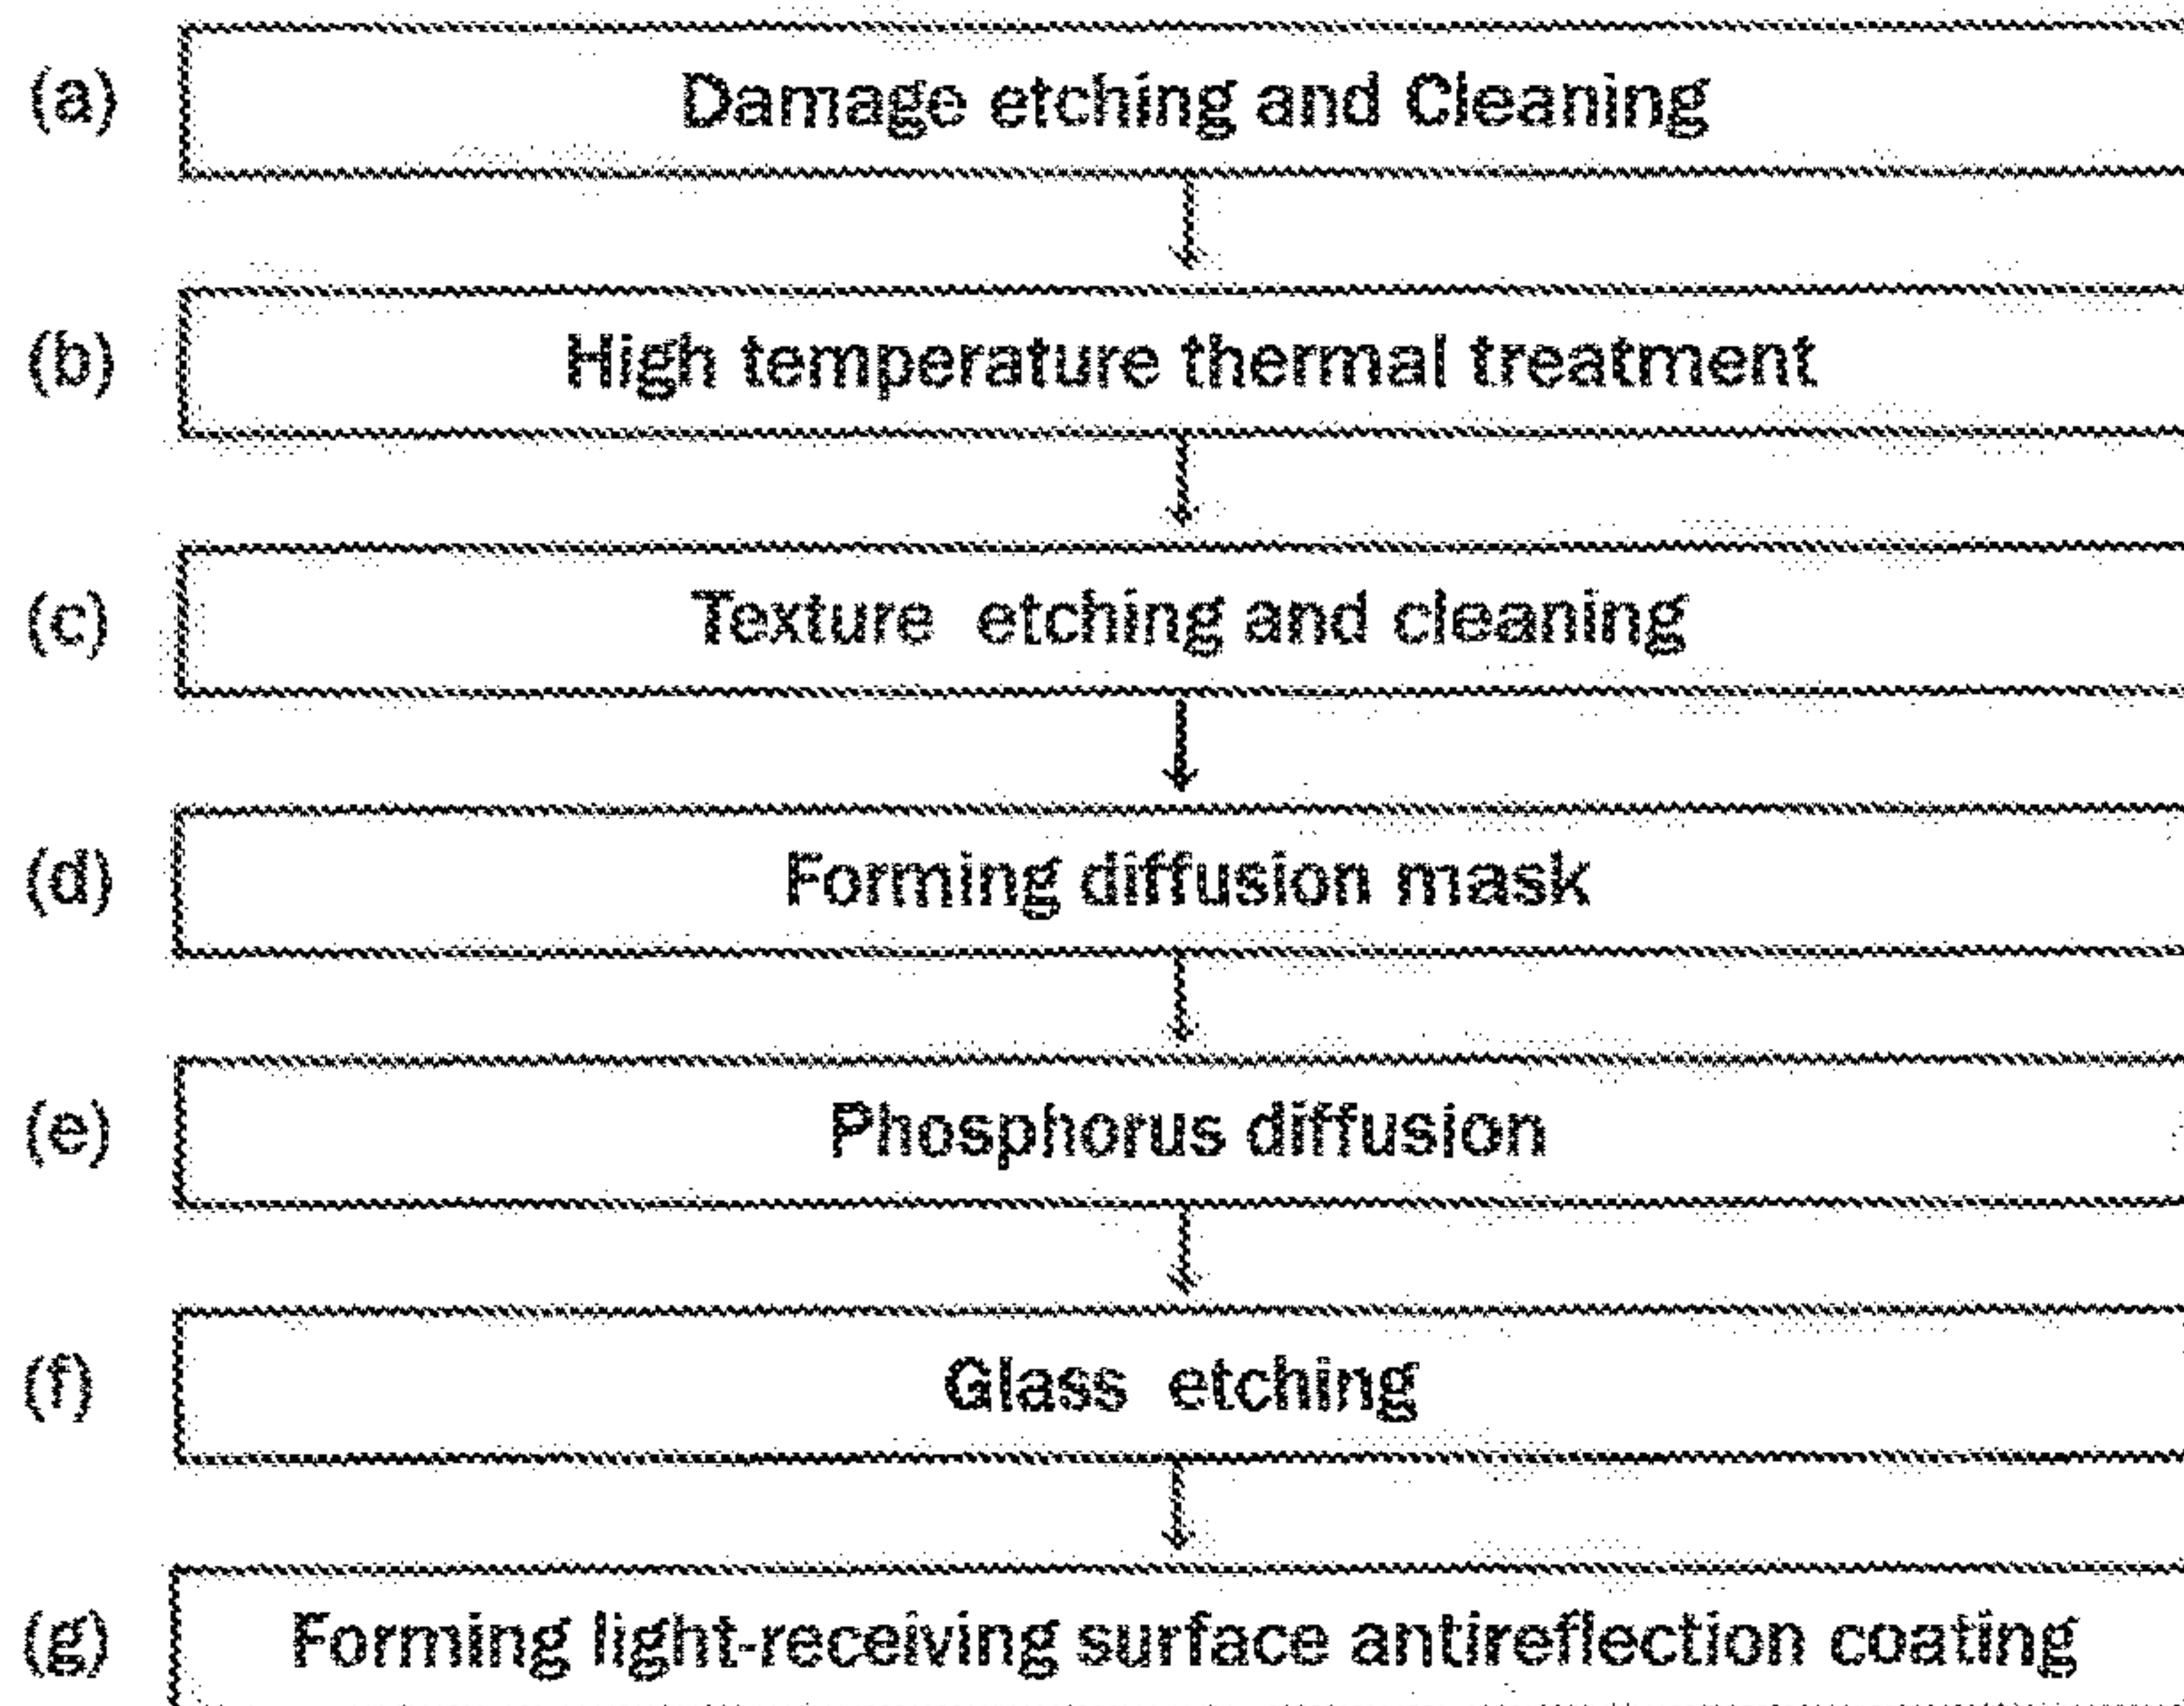 (a) Damage etching and Cleaning
(b) High temperature thermal treatment
(c) Texture etching and cleaning
(d) Forming diffusion mask
(e) Phosphorus diffusion
(f) Glass etching
(g) Forming light-receiving surface antireflection coating